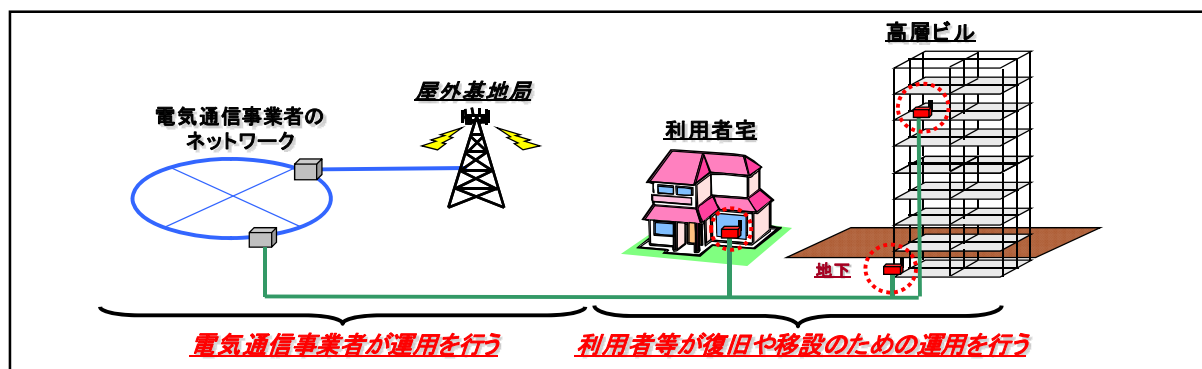 高層ビル
屋外基地局
電気通信事業者の
ネットワーク
利用者宅
地下
電気通信事業者が運用を行う
利用者等が復旧や移設のための運用を行う